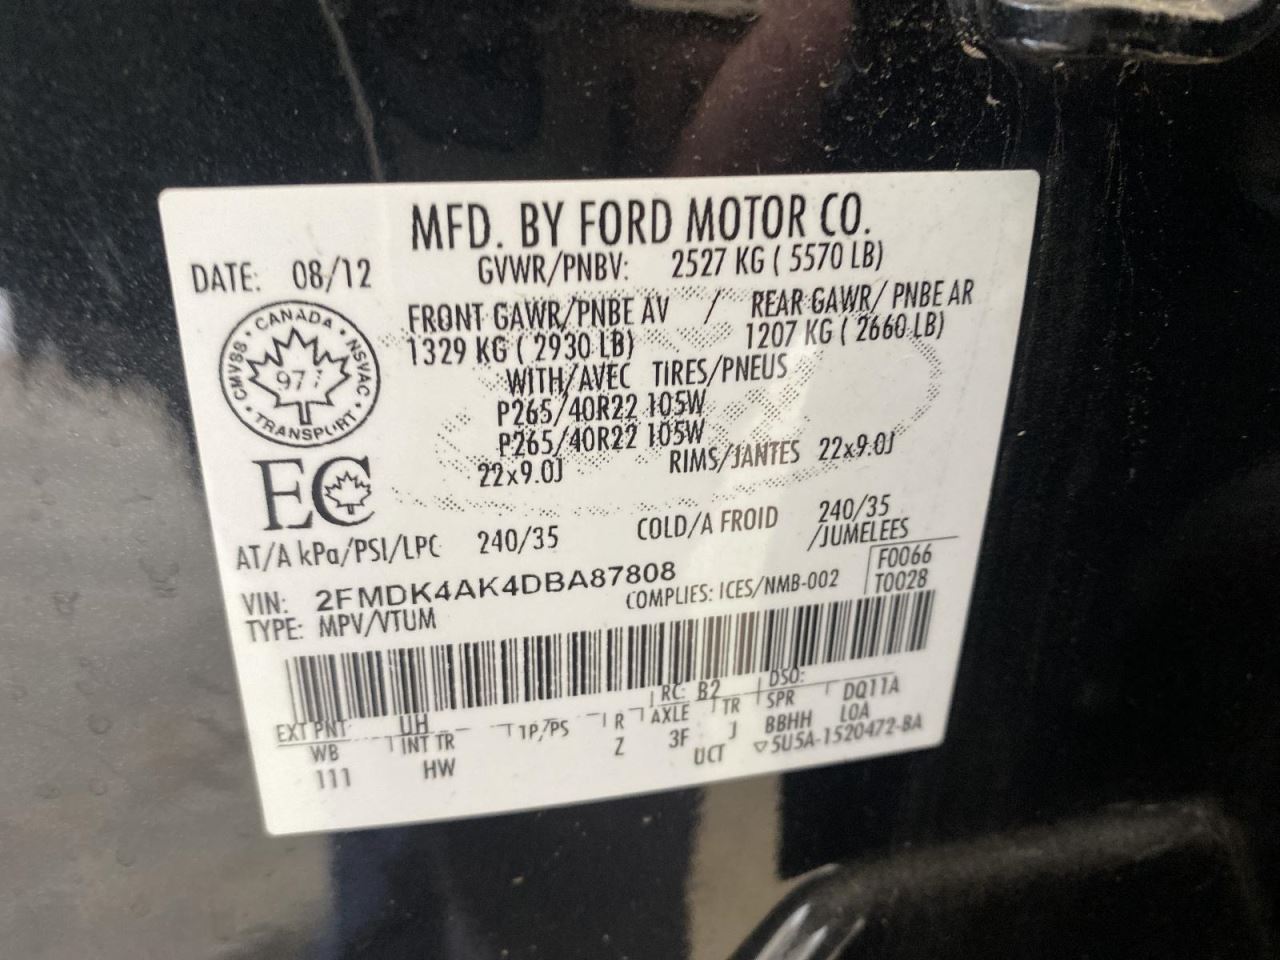 MFD. BY FORD MOTOR CO.
DATE: 08/12 GVWR/PNBV: 2527 KG ( 5570 LB)
FRONT GAWR/PNBE AV / REAR GAWR/ PNBE AR
1329 KG ( 2930 LB) 1207 KG ( 2660 LB)
WITH/AVEC TIRES/PNEUS
P265/40R22 105W
P265/40R22 105W
22x9.0J RIMS/JANTES 22x9.0J
CANADA
CMVSS • NSVAC
TRANSPORT
EC
AT/A kPa/PSI/LPC 240/35 COLD/A FROID 240/35
/JUMELEES
VIN: 2FMDK4AK4DBA87808 F0066
TYPE: MPV/VTUM COMPLIES: ICES/NMB-002 T0028
EXT PNT: UH RC: B2 DSO:
WB INT TR TP/PS R AXLE TR SPR DQ11A
111 HW Z 3F J BBHH LOA
UCT ▽5U5A-1520472-BA